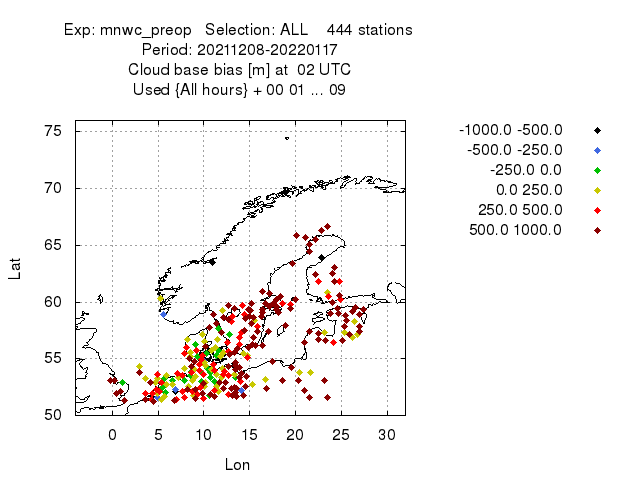 Exp: mnwc_preop Selection: ALL 444 stations
Period: 20211208-20220117
Cloud base bias [m] at 02 UTC
Used {All hours} + 00 01 ... 09
-1000.0 -500.0
-500.0 -250.0
-250.0 0.0
0.0 250.0
250.0 500.0
500.0 1000.0
75
70
65
60
55
50
Lat
0 5 10 15 20 25 30
Lon